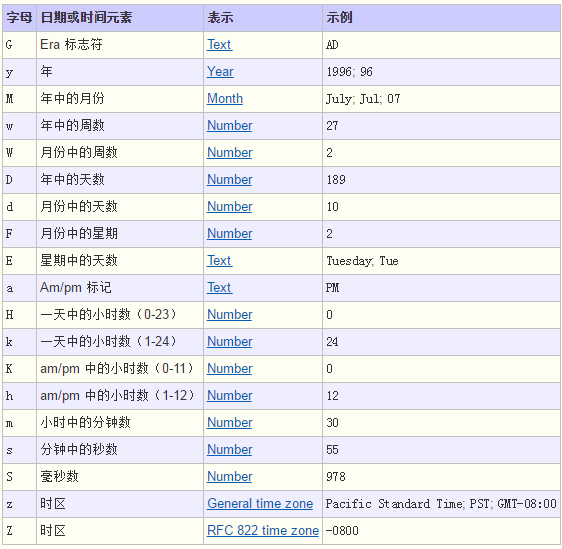 字母 日期或时间元素 表示 示例
G Era 标志符 Text AD
y 年 Year 1996; 96
M 年中的月份 Month July; Jul; 07
w 年中的周数 Number 27
W 月份中的周数 Number 2
D 年中的天数 Number 189
d 月份中的天数 Number 10
F 月份中的星期 Number 2
E 星期中的天数 Text Tuesday; Tue
a Am/pm 标记 Text PM
H 一天中的小时数（0-23） Number 0
k 一天中的小时数（1-24） Number 24
K am/pm 中的小时数（0-11） Number 0
h am/pm 中的小时数（1-12） Number 12
m 小时中的分钟数 Number 30
s 分钟中的秒数 Number 55
S 毫秒数 Number 978
z 时区 General time zone Pacific Standard Time; PST; GMT-08:00
Z 时区 RFC 822 time zone -0800